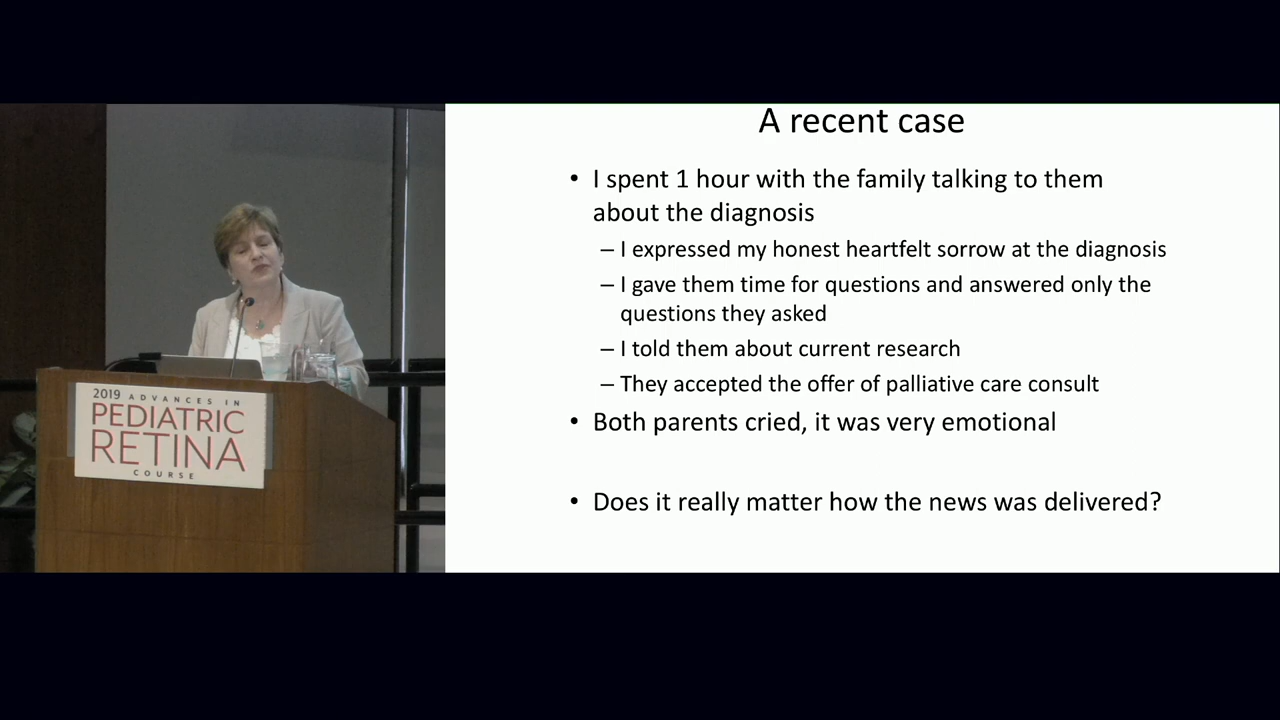 A recent case
• I spent 1 hour with the family talking to them
about the diagnosis
– I expressed my honest heartfelt sorrow at the diagnosis
– I gave them time for questions and answered only the
questions they asked
– I told them about current research
– They accepted the offer of palliative care consult
• Both parents cried, it was very emotional
• Does it really matter how the news was delivered?
2019 ADVANCES IN
PEDIATRIC
RETINA
COURSE